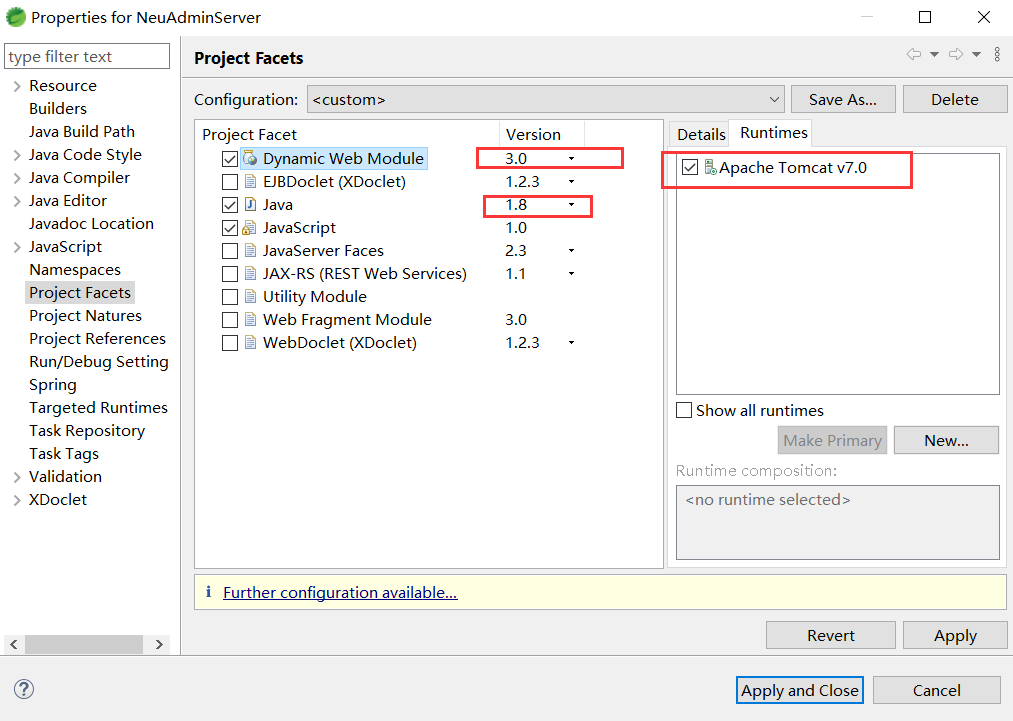 Properties for NeuAdminServer
type filter text
Resource
Builders
Java Build Path
Java Code Style
Java Compiler
Java Editor
Javadoc Location
JavaScript
Namespaces
Project Facets
Project Natures
Project References
Run/Debug Setting
Spring
Targeted Runtimes
Task Repository
Task Tags
Validation
XDoclet
Project Facets
Configuration: <custom> Save As... Delete
Project Facet Version
Dynamic Web Module 3.0
EJBDoclet (XDoclet) 1.2.3
Java 1.8
JavaScript 1.0
JavaServer Faces 2.3
JAX-RS (REST Web Services) 1.1
Utility Module
Web Fragment Module 3.0
WebDoclet (XDoclet) 1.2.3
Details Runtimes
Apache Tomcat v7.0
Show all runtimes
Make Primary New...
Runtime composition:
<no runtime selected>
i Further configuration available...
Revert Apply
? Apply and Close Cancel